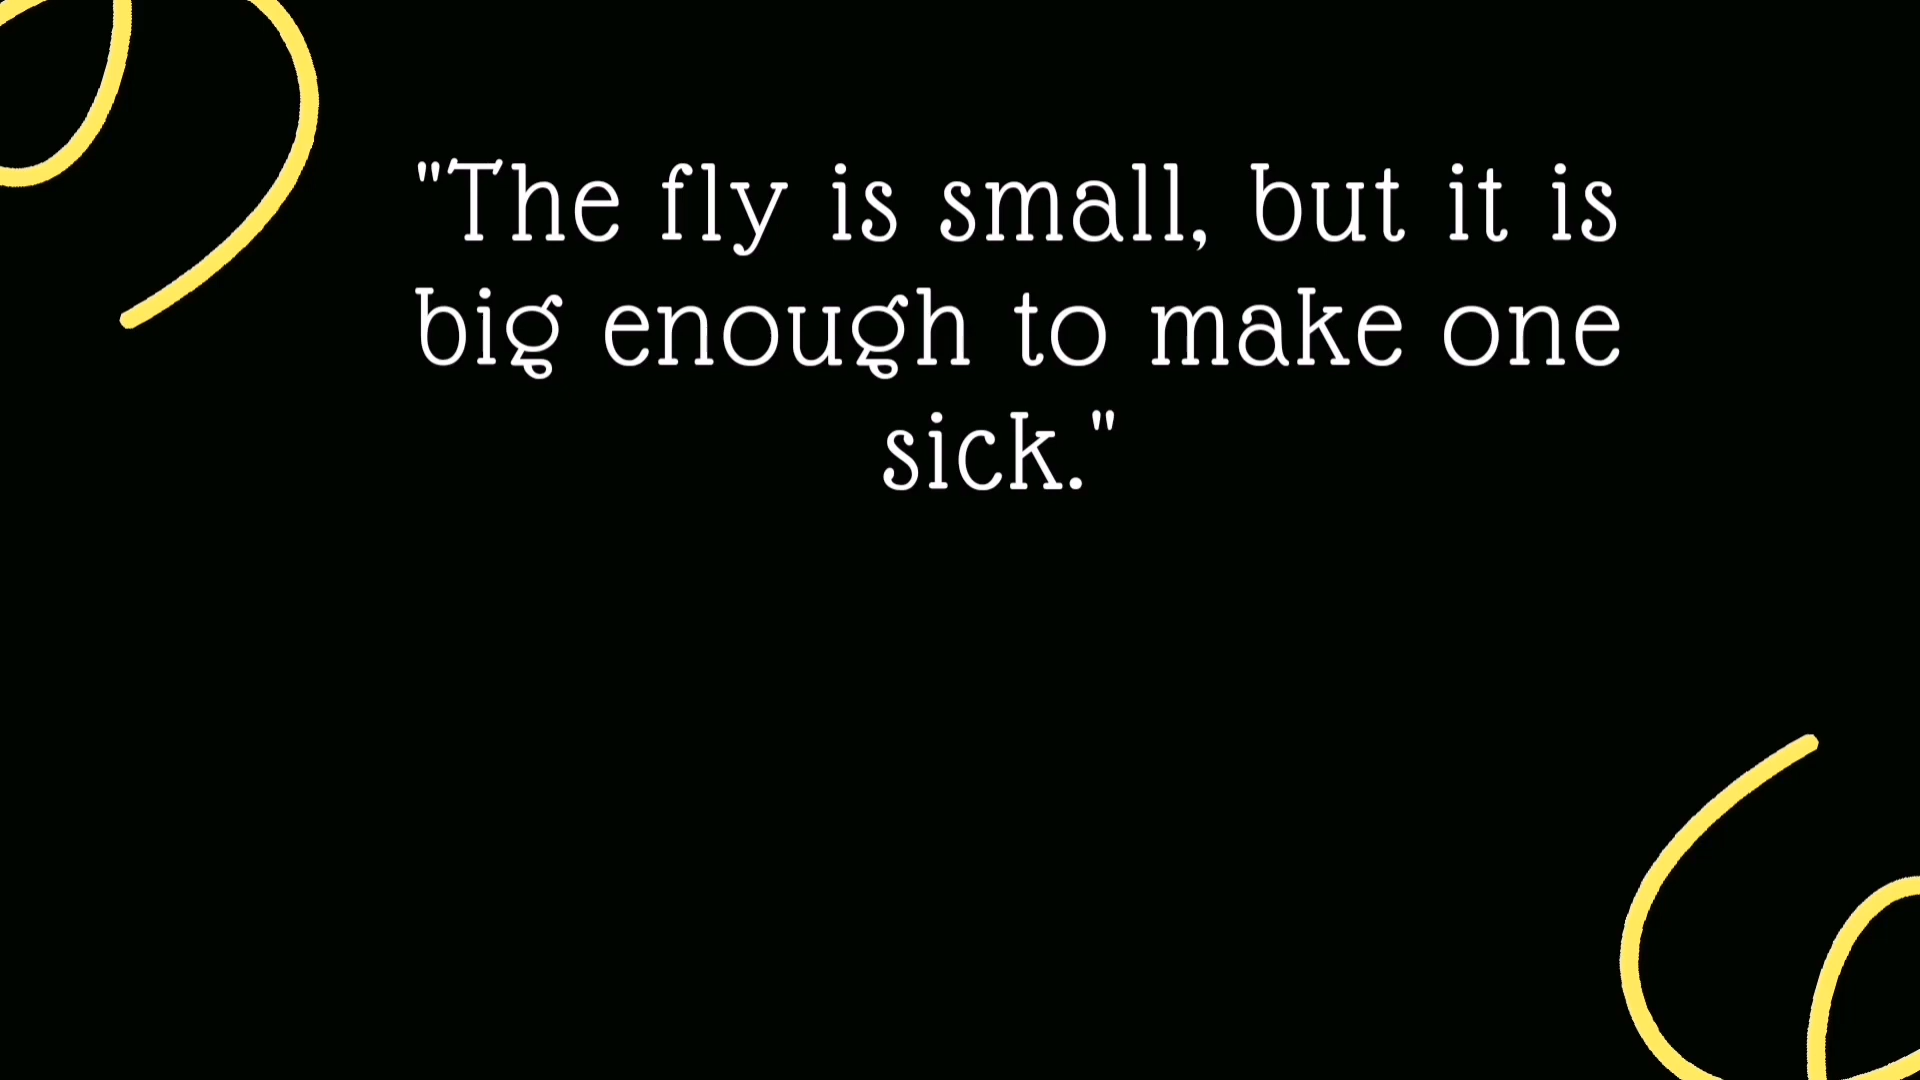 "The fly is small, but it is
big enough to make one
sick."